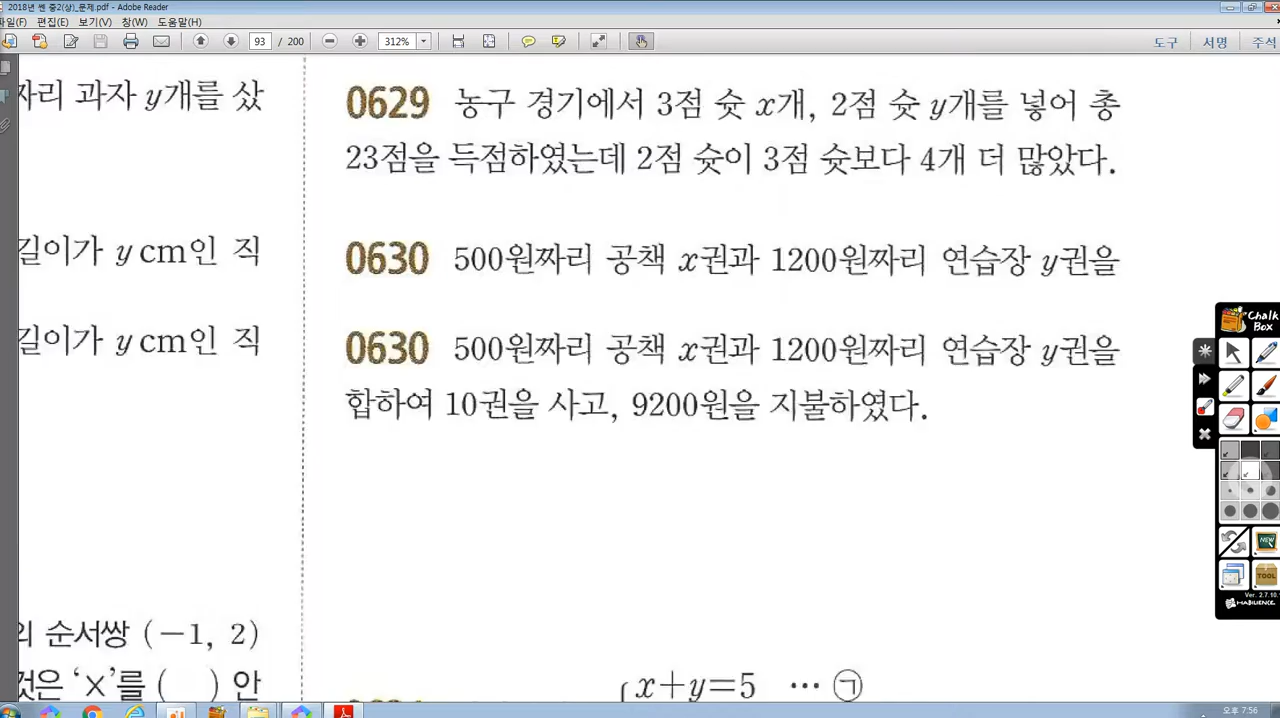 2018년 쎈 중2(상)_문제.pdf - Adobe Reader
파일(F) 편집(E) 보기(V) 창(W) 도움말(H)
93 / 200 312% 도구 서명 주석
짜리 과자 y개를 샀
길이가 y cm인 직
길이가 y cm인 직
의 순서쌍 (-1, 2)
것은 '×'를 ( ) 안
0629 농구 경기에서 3점 슛 x개, 2점 슛 y개를 넣어 총
23점을 득점하였는데 2점 슛이 3점 슛보다 4개 더 많았다.
0630 500원짜리 공책 x권과 1200원짜리 연습장 y권을
0630 500원짜리 공책 x권과 1200원짜리 연습장 y권을
합하여 10권을 사고, 9200원을 지불하였다.
x+y=5 … ㉠
Chalk
Box
NEW
TOOL
Ver. 2.7.10.
HABILIENCE
오후 7:56